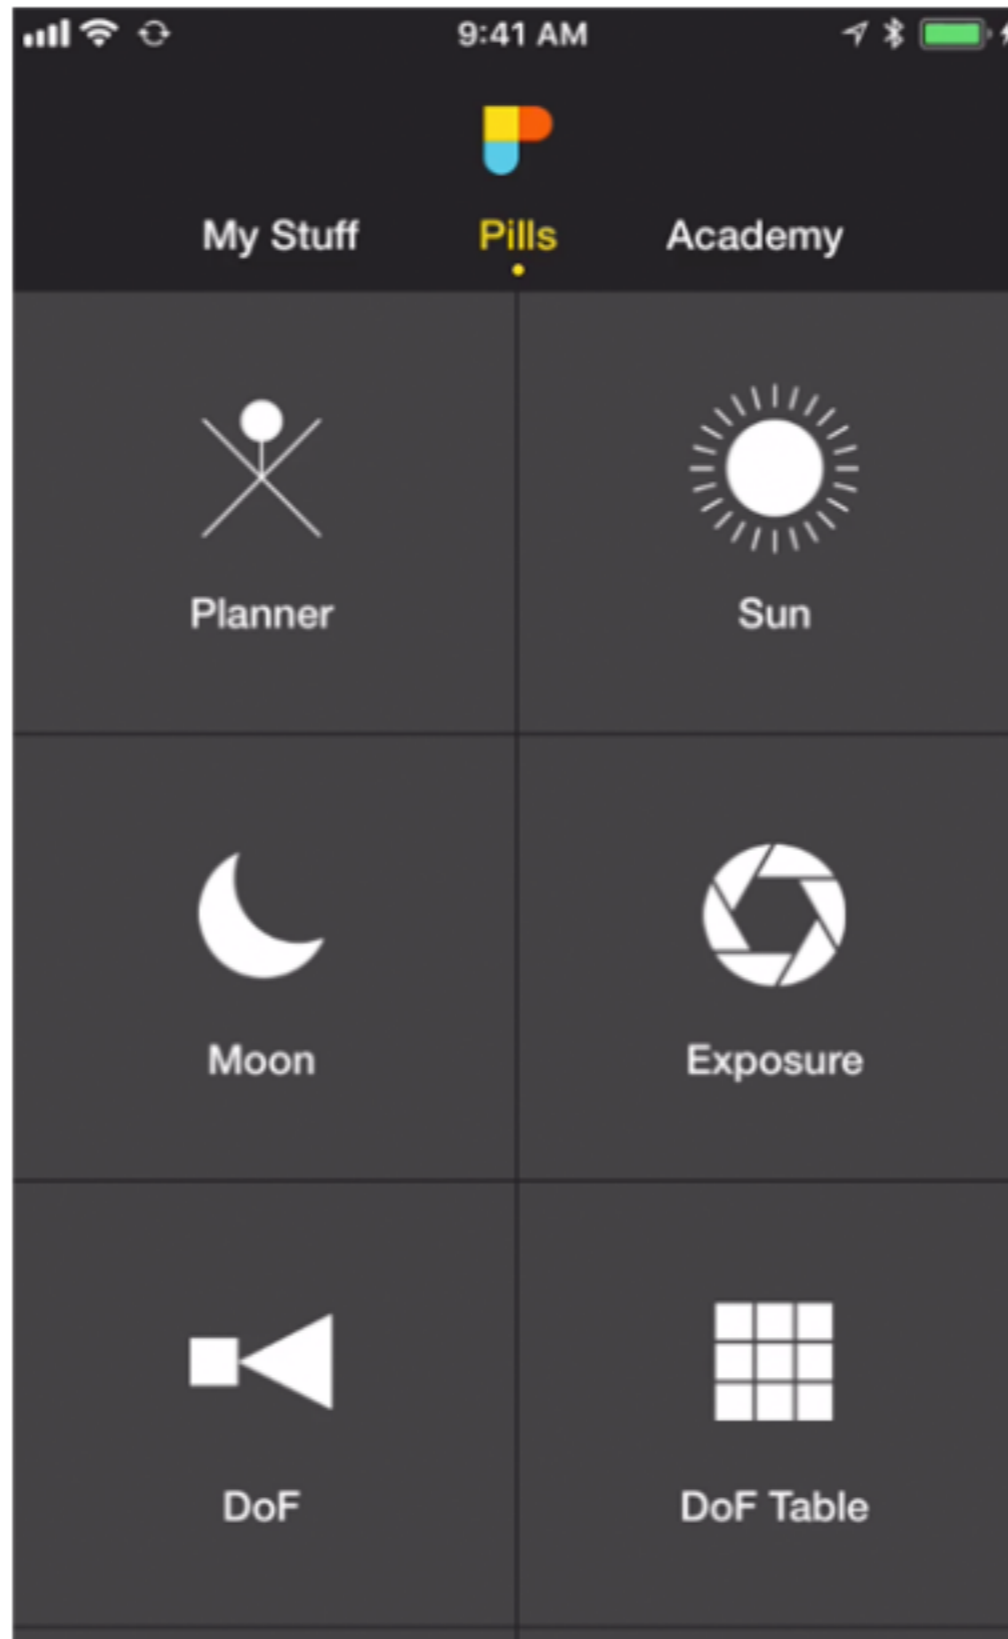 9:41 AM
My Stuff Pills Academy
Planner Sun
Moon Exposure
DoF DoF Table